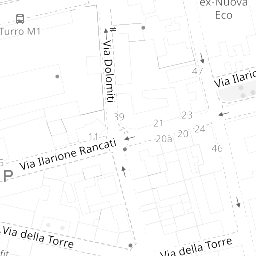 ex-Nuova
Eco
Turro M1
Via Dolomiti
47
Via Ilario
39
23
21
11
20
24
20a
46
Via Ilarione Rancati
P
Via della Torre
Via della Torre
fit